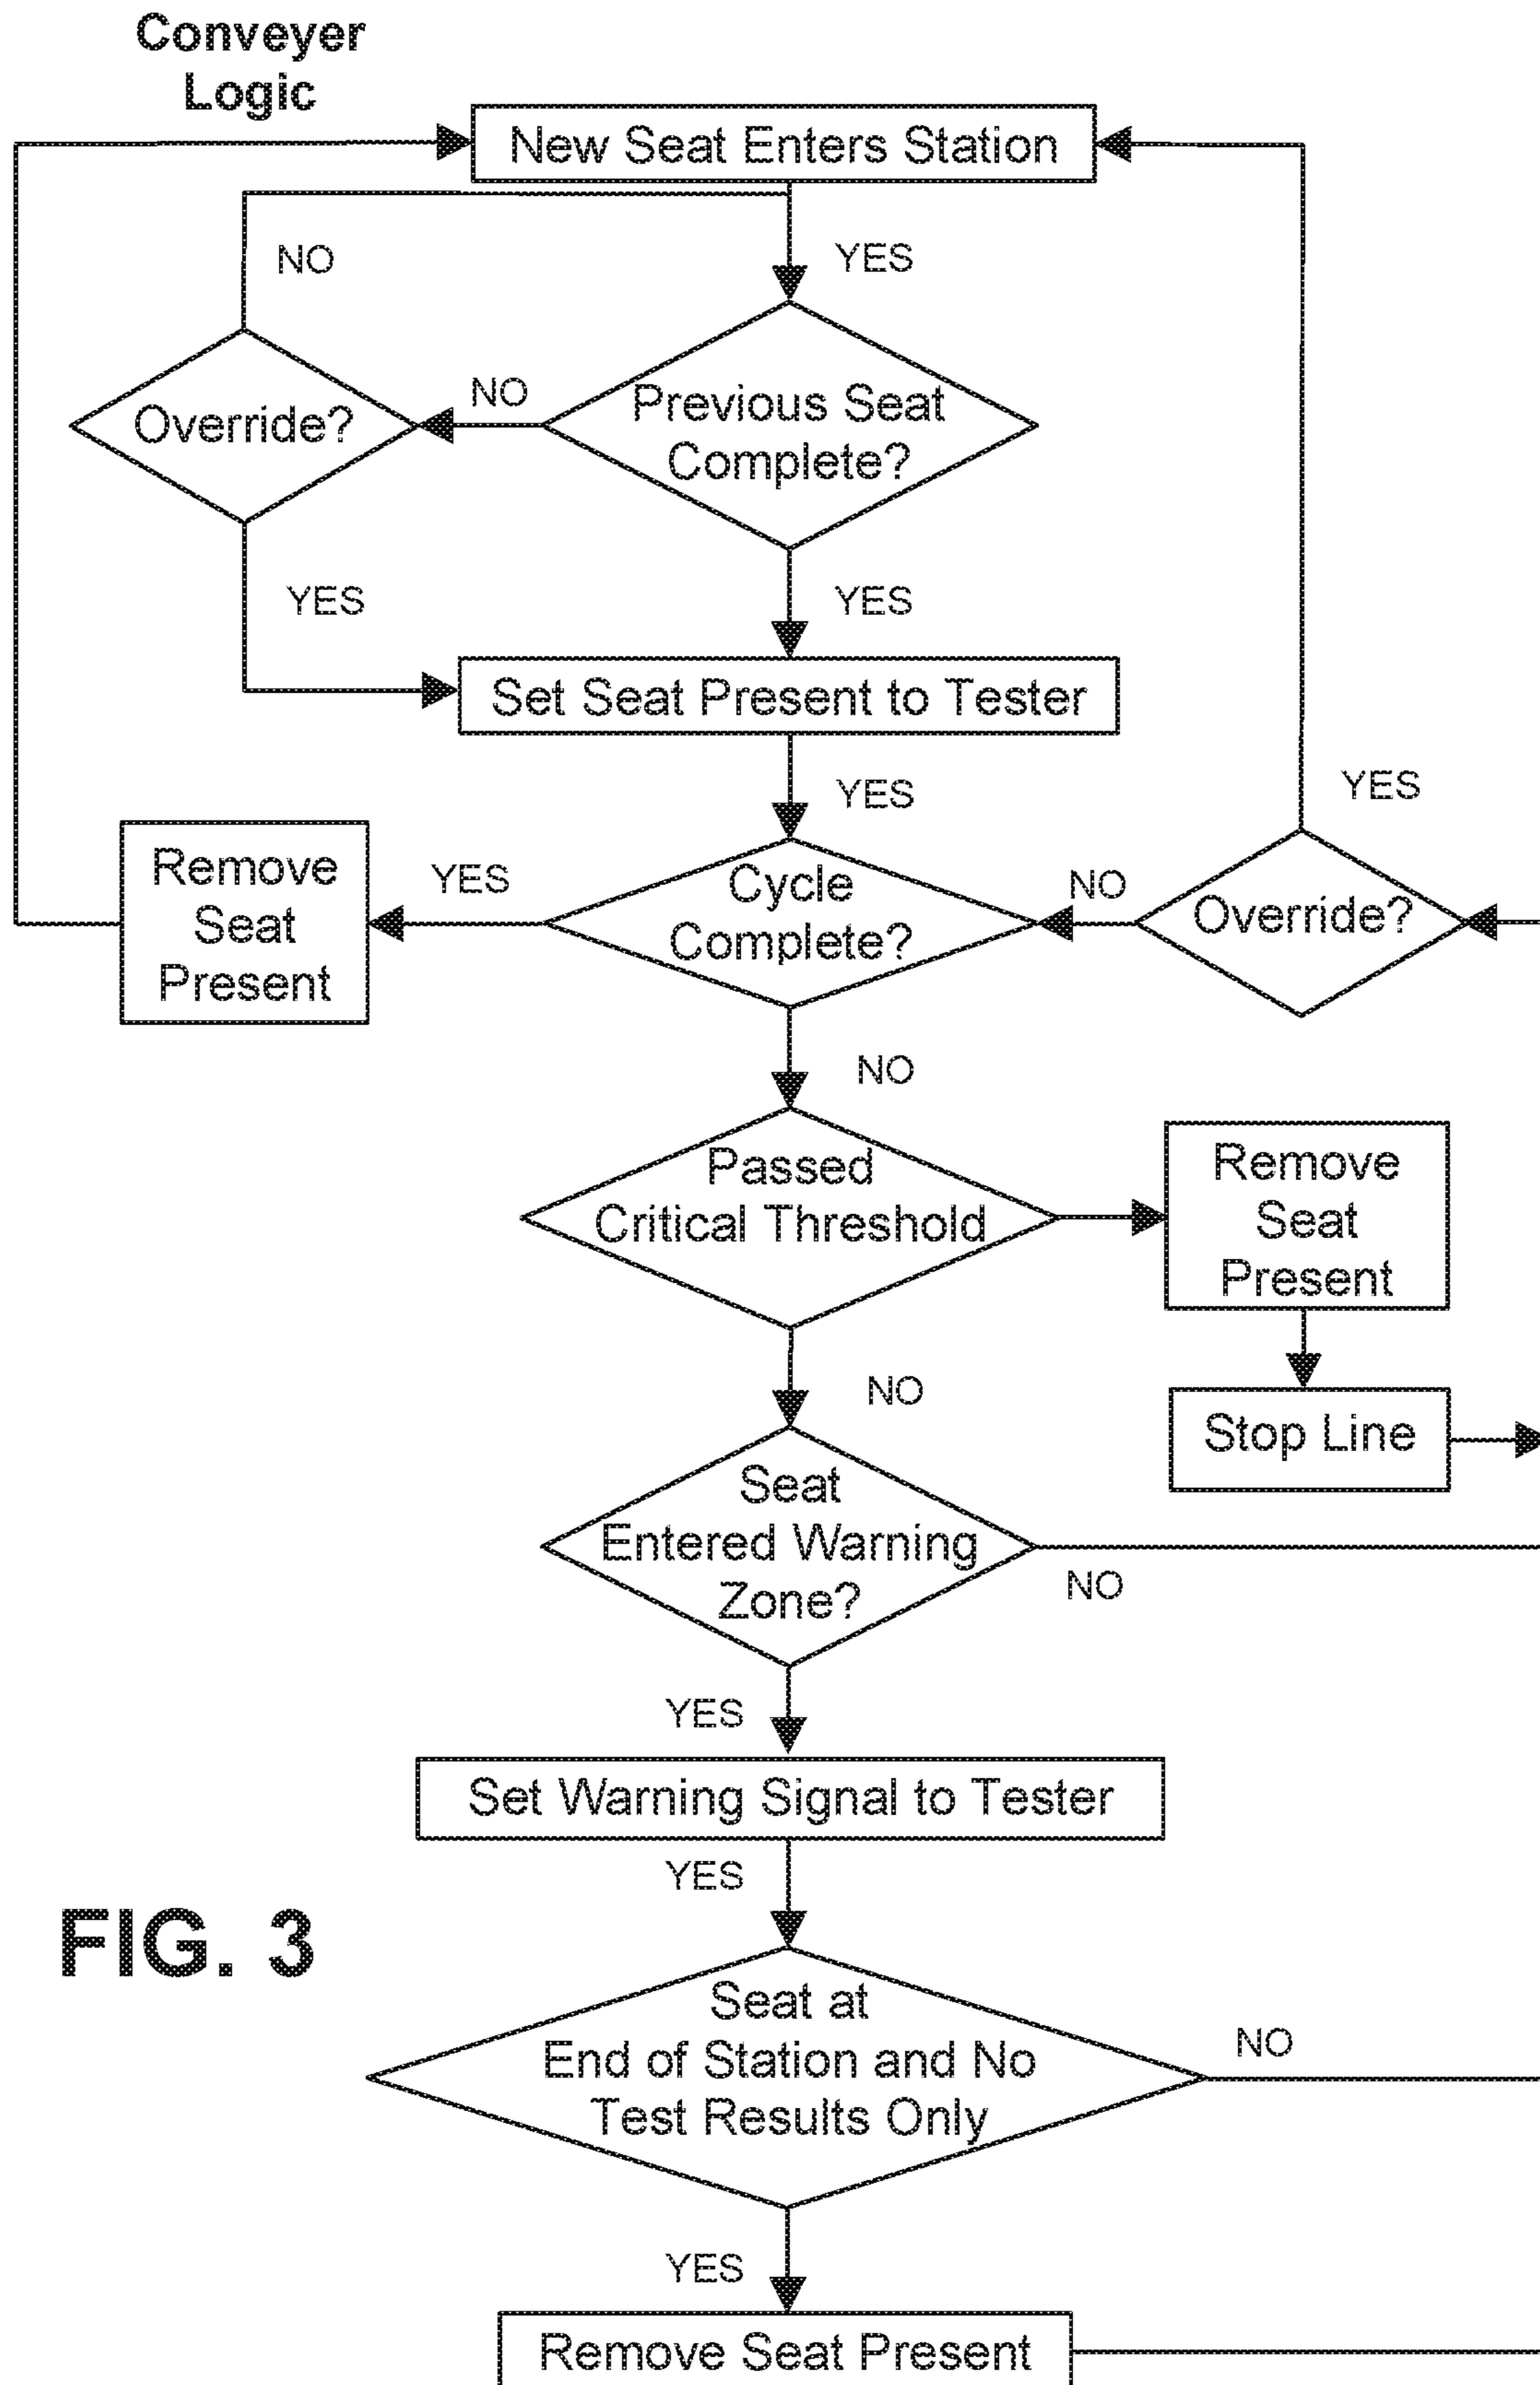 Conveyer
Logic
New Seat Enters Station
NO
YES
Override?
NO
Previous Seat
Complete?
YES
YES
Set Seat Present to Tester
YES
YES
Remove
Seat
Present
YES
Cycle
Complete?
NO
Override?
NO
Passed
Critical Threshold
Remove
Seat
Present
NO
Stop Line
Seat
Entered Warning
Zone?
NO
YES
Set Warning Signal to Tester
YES
FIG. 3
Seat at
End of Station and No
Test Results Only
NO
YES
Remove Seat Present